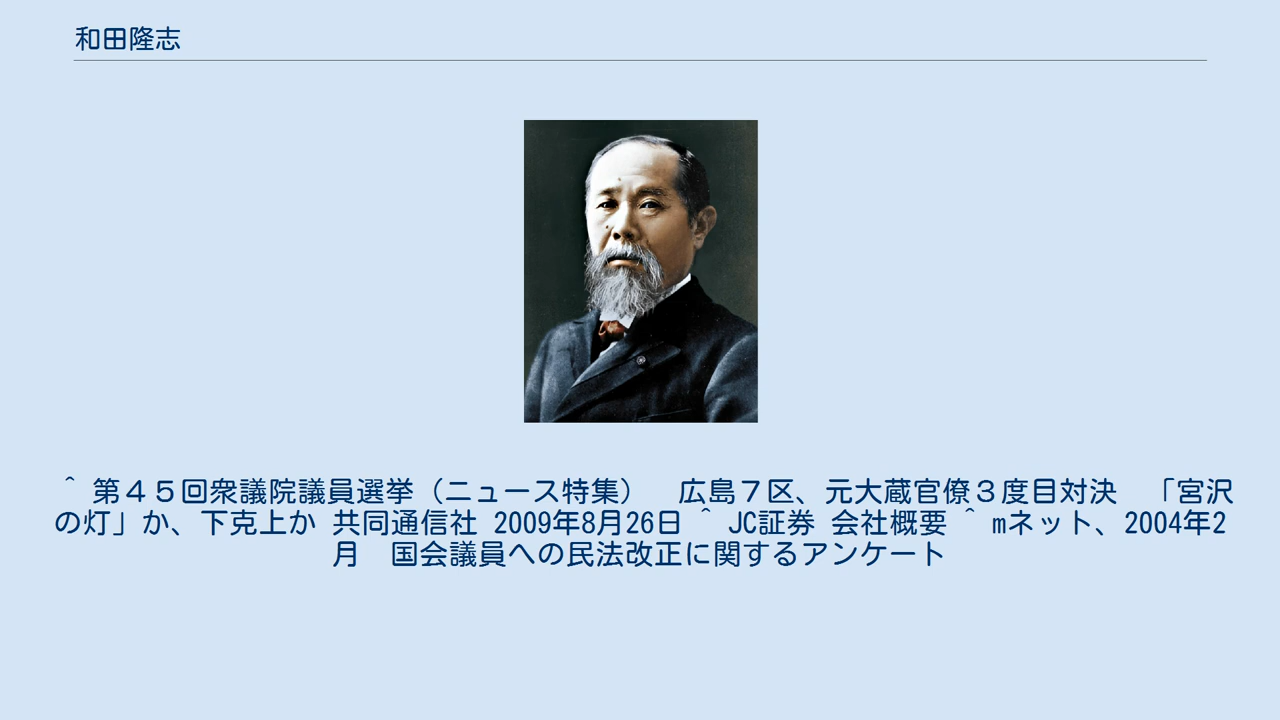 和田隆志
^ 第４５回衆議院議員選挙（ニュース特集）　広島７区、元大蔵官僚３度目対決　「宮沢
の灯」か、下克上か 共同通信社 2009年8月26日 ^ JC証券 会社概要 ^ mネット、2004年2
月　国会議員への民法改正に関するアンケート